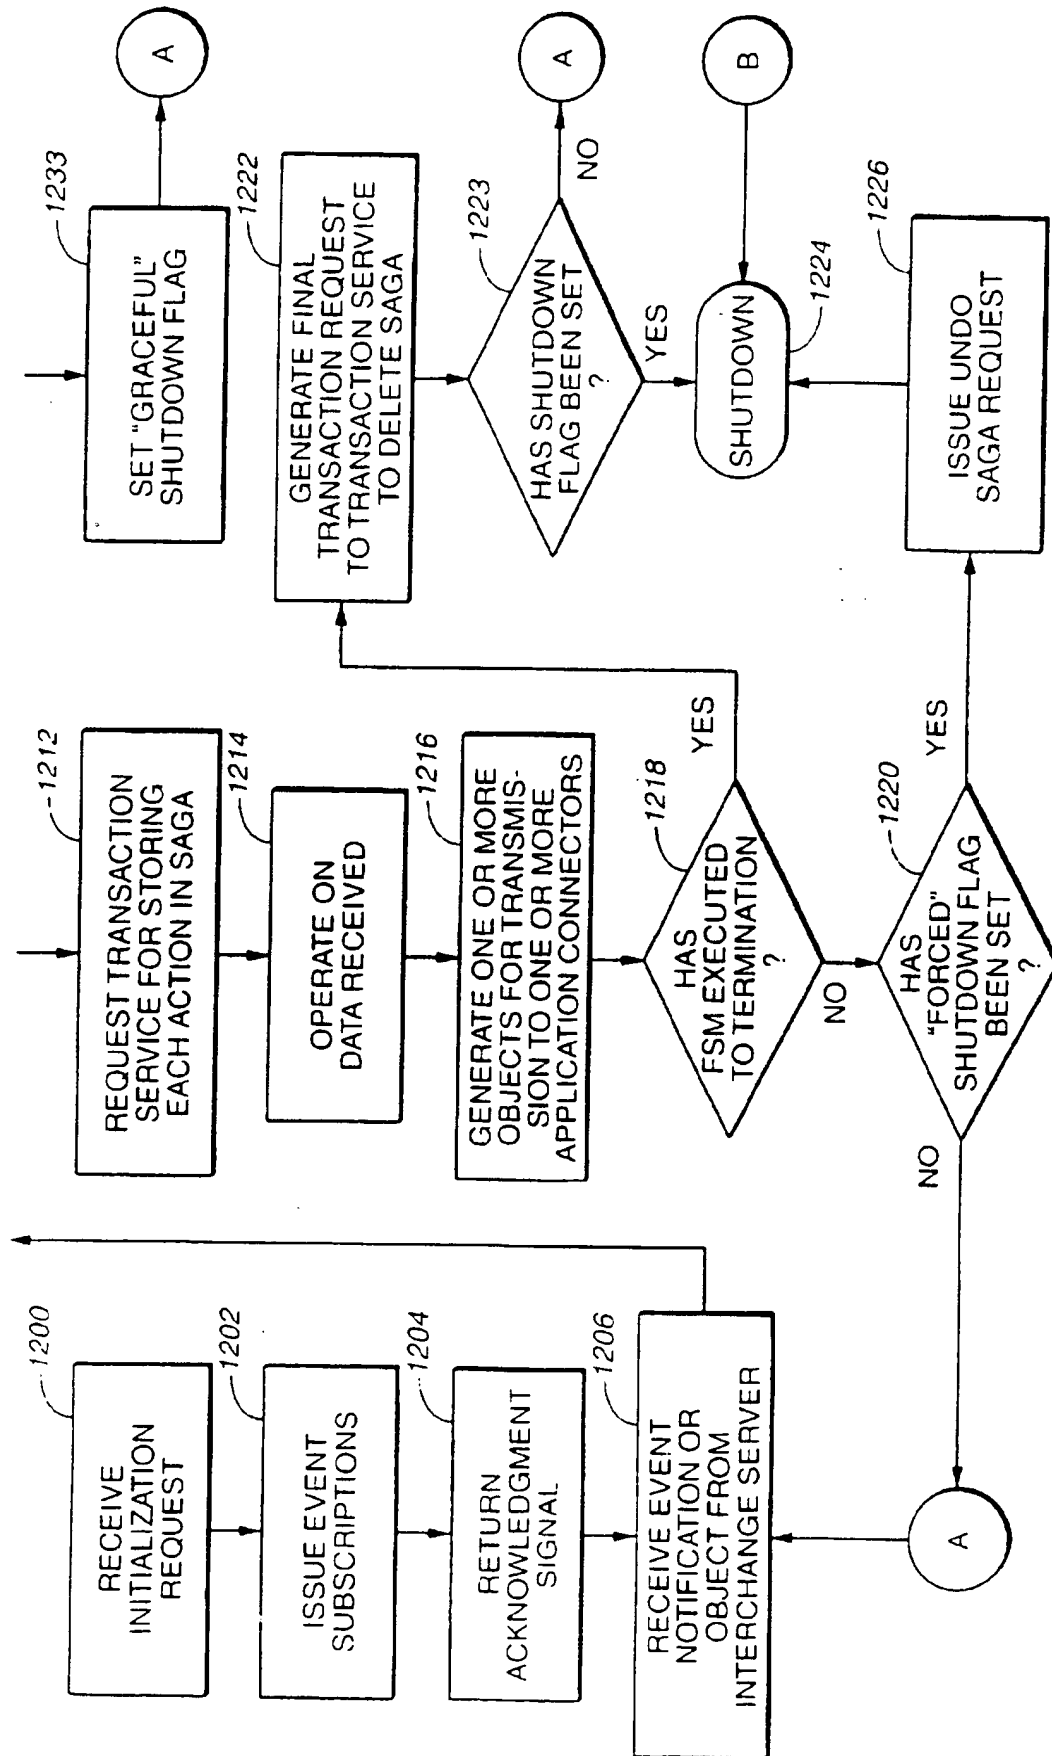 1200
RECEIVE
INITIALIZATION
REQUEST
1202
ISSUE EVENT
SUBSCRIPTIONS
1204
RETURN
ACKNOWLEDGMENT
SIGNAL
1206
RECEIVE EVENT
NOTIFICATION OR
OBJECT FROM
INTERCHANGE SERVER
A
1212
REQUEST TRANSACTION
SERVICE FOR STORING
EACH ACTION IN SAGA
1214
OPERATE ON
DATA RECEIVED
1216
GENERATE ONE OR MORE
OBJECTS FOR TRANSMIS-
SION TO ONE OR MORE
APPLICATION CONNECTORS
1218
HAS
FSM EXECUTED
TO TERMINATION
?
YES
NO
1220
HAS
"FORCED"
SHUTDOWN FLAG
BEEN SET
?
YES
NO
1233
SET "GRACEFUL"
SHUTDOWN FLAG
A
1222
GENERATE FINAL
TRANSACTION REQUEST
TO TRANSACTION SERVICE
TO DELETE SAGA
1223
HAS SHUTDOWN
FLAG BEEN SET
?
NO
A
YES
SHUTDOWN
1224
B
1226
ISSUE UNDO
SAGA REQUEST